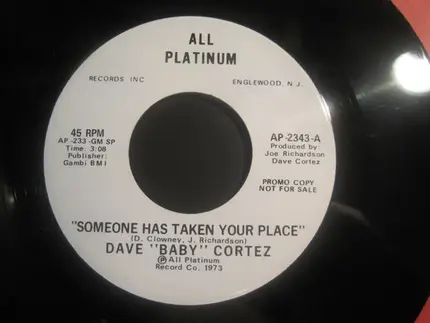 ALL
PLATINUM
RECORDS INC
ENGLEWOOD. N.J.
45 RPM
AP-233-GM SP
Time: 3:08
Publisher:
Gambi BMI
AP-2343-A
Produced by
Joe Richardson
Dave Cortez
PROMO COPY
NOT FOR SALE
"SOMEONE HAS TAKEN YOUR PLACE"
(D. Clowney, J. Richardson)
DAVE "BABY" CORTEZ
Ⓟ All Platinum
Record Co. 1973